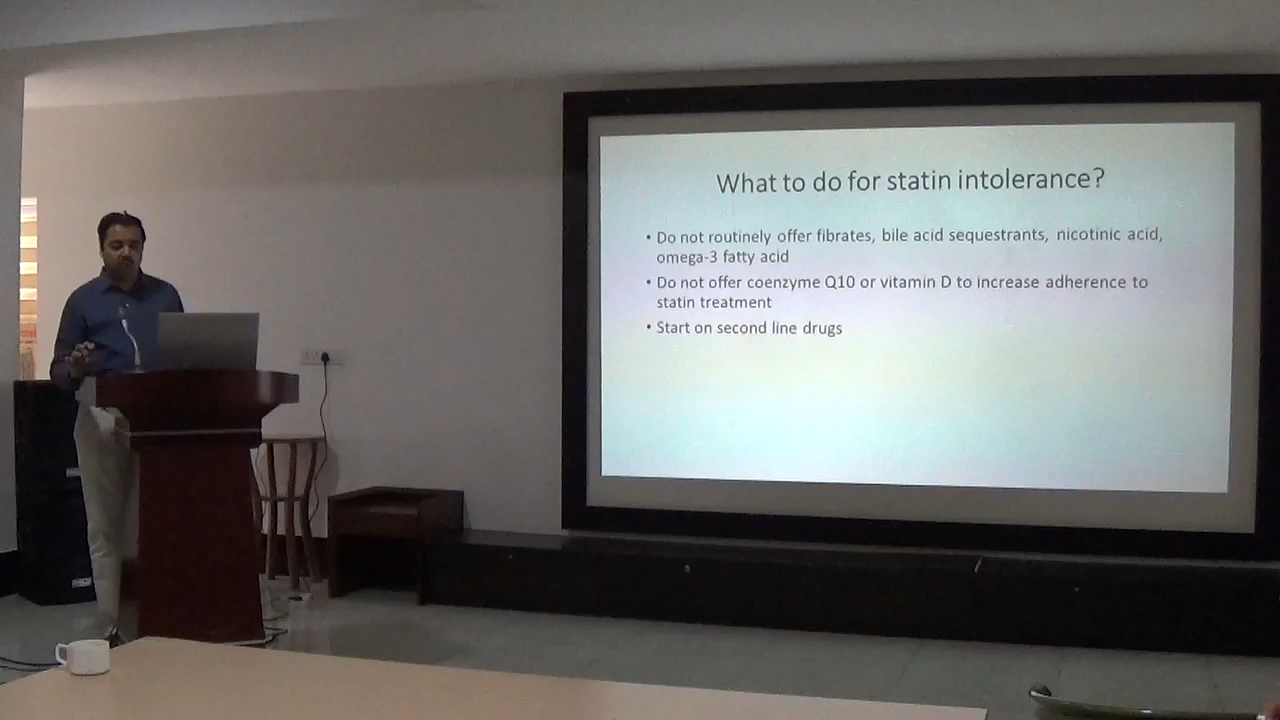 What to do for statin intolerance?
• Do not routinely offer fibrates, bile acid sequestrants, nicotinic acid,
omega-3 fatty acid
• Do not offer coenzyme Q10 or vitamin D to increase adherence to
statin treatment
• Start on second line drugs